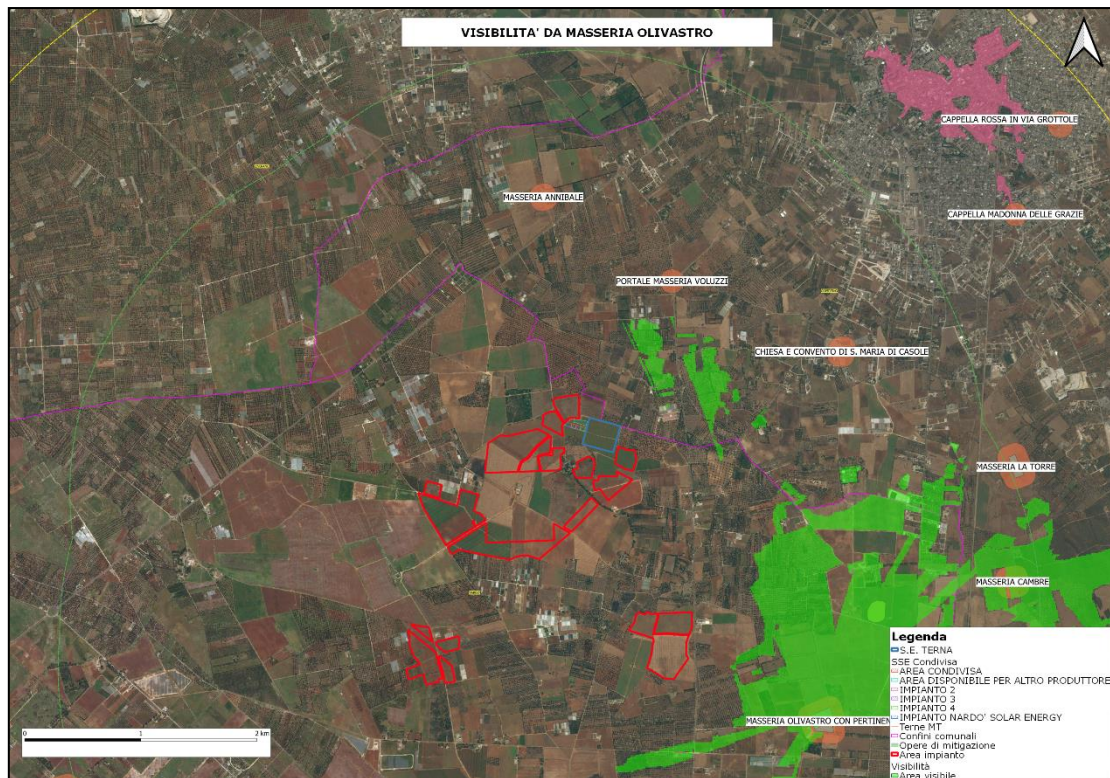 VISIBILITA' DA MASSERIA OLIVASTRO
CAPPELLA ROSSA IN VIA GROTTOLE
MASSERIA ANNIBALE
CAPPELLA MADONNA DELLE GRAZIE
PORTALE MASSERIA VOLUZZI
CHIESA E CONVENTO DI S. MARIA DI CASOLE
MASSERIA LA TORRE
MASSERIA CAMBRE
MASSERIA OLIVASTRO CON PERTINEN
0 1 2 km
Legenda
S.E. TERNA
SSE Condivisa
AREA CONDIVISA
AREA DISPONIBILE PER ALTRO PRODUTTORE
IMPIANTO 2
IMPIANTO 3
IMPIANTO 4
IMPIANTO NARDO' SOLAR ENERGY
Terne MT
Confini comunali
Opere di mitigazione
Area impianto
Visibilità
Area visibile